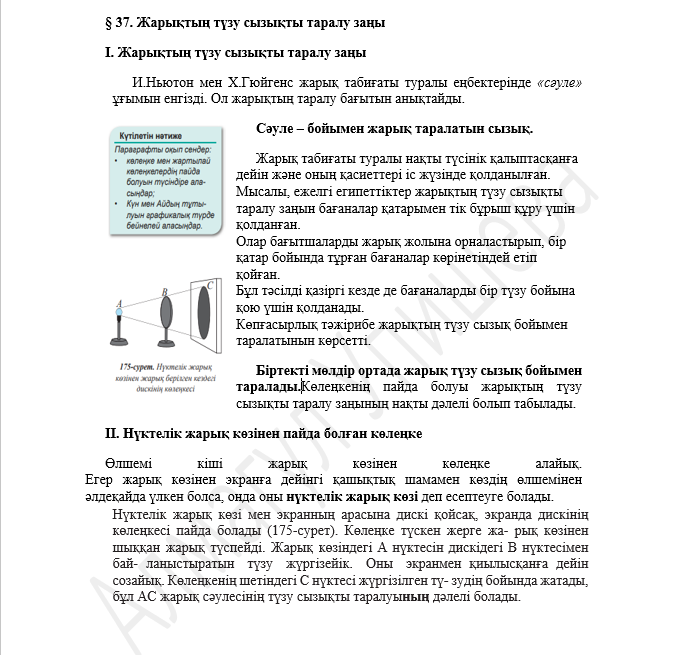 § 37. Жарықтың түзу сызықты таралу заңы
I. Жарықтың түзу сызықты таралу заңы
И.Ньютон мен Х.Гюйгенс жарық табиғаты туралы еңбектерінде «сәуле»
ұғымын енгізді. Ол жарықтың таралу бағытын анықтайды.
Сәуле – бойымен жарық таралатын сызық.
Күтілетін нәтиже
Параграфты оқып сендер:
• көлеңке мен жартылай
көлеңкелердің пайда
болуын түсіндіре ала-
сыңдар;
• Күн мен Айдың тұты-
луын графикалық түрде
бейнелей аласыңдар.
Жарық табиғаты туралы нақты түсінік қалыптасқанға
дейін және оның қасиеттері іс жүзінде қолданылған.
Мысалы, ежелгі египеттіктер жарықтың түзу сызықты
таралу заңын бағаналар қатарымен тік бұрыш құру үшін
қолданған.
Олар бағытшаларды жарық жолына орналастырып, бір
қатар бойында тұрған бағаналар көрінетіндей етіп
қойған.
Бұл тәсілді қазіргі кезде де бағаналарды бір түзу бойына
қою үшін қолданады.
Көпғасырлық тәжірибе жарықтың түзу сызық бойымен
таралатынын көрсетті.
A
B
C
175-сурет. Нүктелік жарық
көзінен жарық берілген кездегі
дискінің көлеңкесі
Біртекті мөлдір ортада жарық түзу сызық бойымен
таралады.Көлеңкенің пайда болуы жарықтың түзу
сызықты таралу заңының нақты дәлелі болып табылады.
II. Нүктелік жарық көзінен пайда болған көлеңке
Өлшемі кіші жарық көзінен көлеңке алайық.
Егер жарық көзінен экранға дейінгі қашықтық шамамен көздің өлшемінен
әлдеқайда үлкен болса, онда оны нүктелік жарық көзі деп есептеуге болады.
Нүктелік жарық көзі мен экранның арасына дискі қойсақ, экранда дискінің
көлеңкесі пайда болады (175-сурет). Көлеңке түскен жерге жа- рық көзінен
шыққан жарық түспейді. Жарық көзіндегі А нүктесін дискідегі В нүктесімен
бай- ланыстыратын түзу жүргізейік. Оны экранмен қиылысқанға дейін
созайық. Көлеңкенің шетіндегі С нүктесі жүргізілген тү- зудің бойында жатады,
бұл АС жарық сәулесінің түзу сызықты таралуының дәлелі болады.